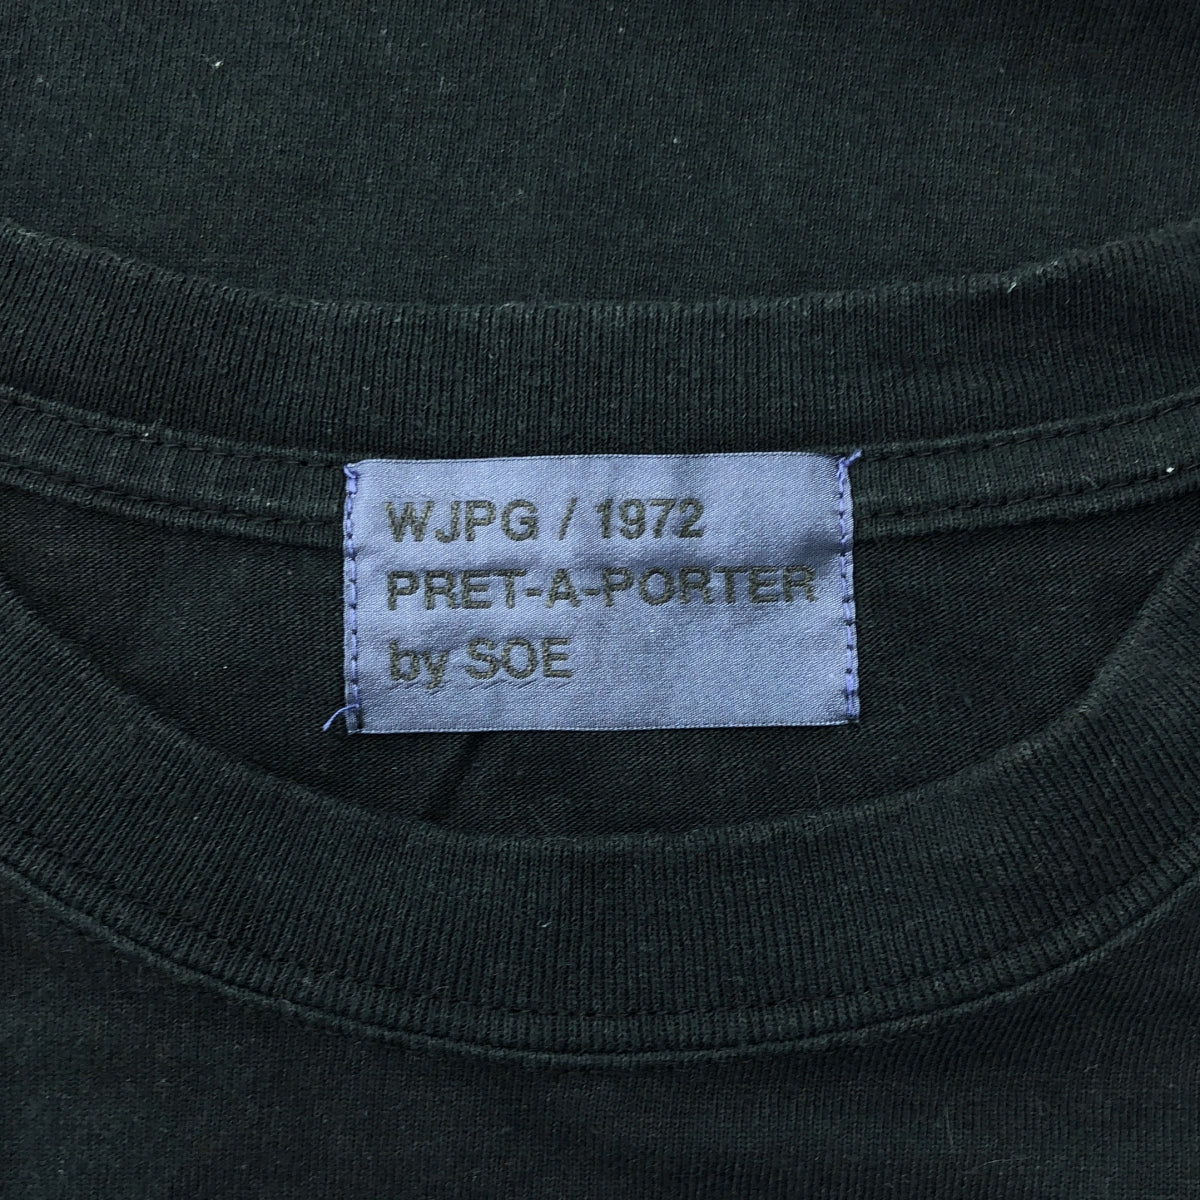 WJPG / 1972
PRET-A-PORTER
by SOE